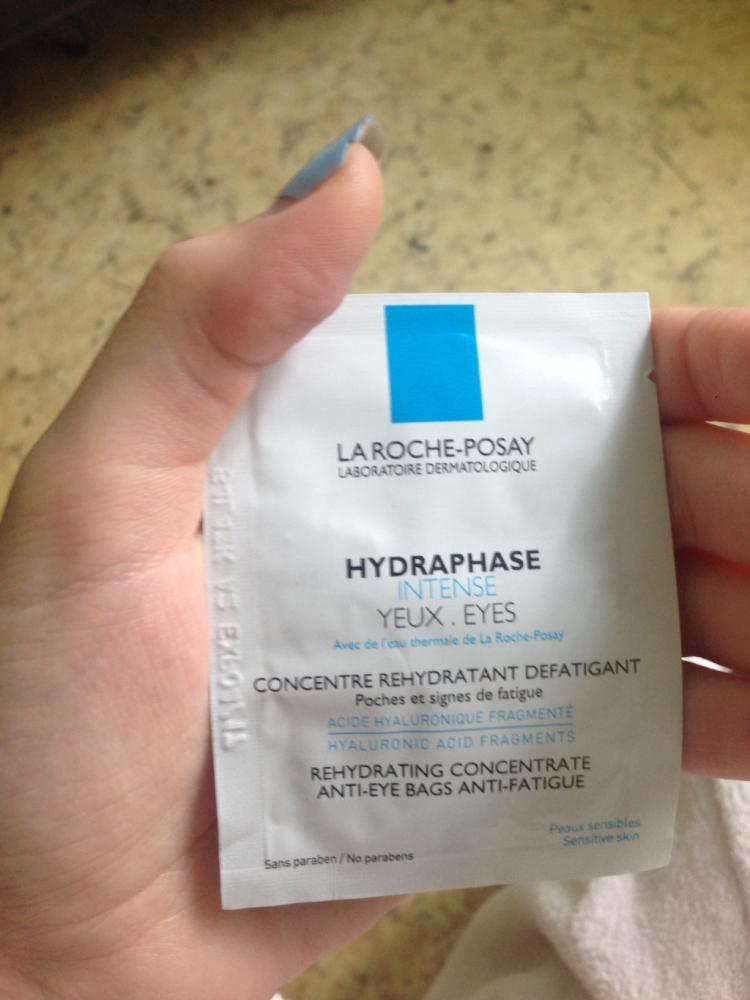 LA ROCHE-POSAY
LABORATOIRE DERMATOLOGIQUE
HYDRAPHASE
INTENSE
YEUX . EYES
Avec de l'eau thermale de La Roche-Posay
CONCENTRE REHYDRATANT DEFATIGANT
Poches et signes de fatigue
ACIDE HYALURONIQUE FRAGMENTÉ
HYALURONIC ACID FRAGMENTS
REHYDRATING CONCENTRATE
ANTI-EYE BAGS ANTI-FATIGUE
Peaux sensibles
Sensitive skin
Sans paraben / No parabens